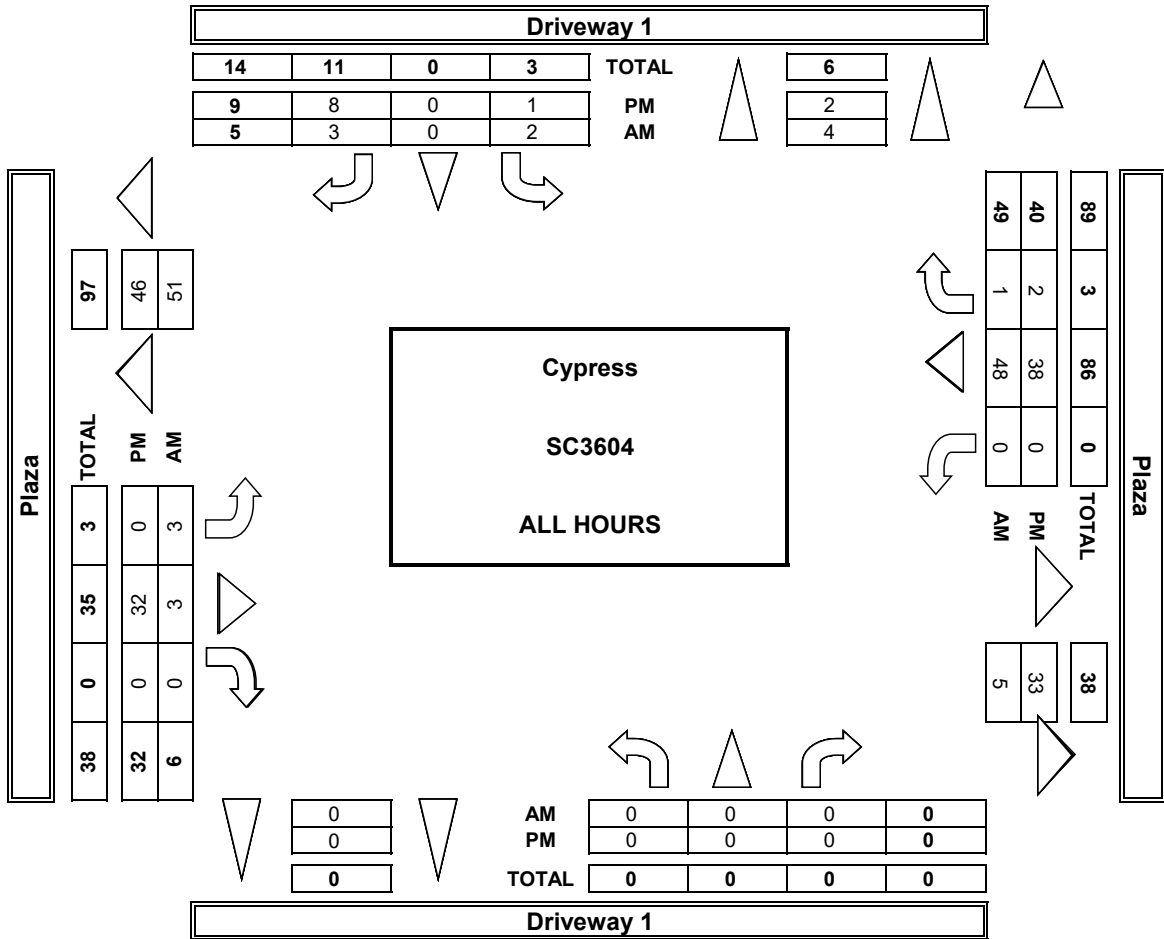 Driveway 1
14 11 0 3 TOTAL 6
9 8 0 1 PM 2
5 3 0 2 AM 4
Plaza
97 46 51
TOTAL PM AM
3 0 3
35 32 3
0 0 0
38 32 6
Cypress
SC3604
ALL HOURS
49 40 89
1 2 3
48 38 86
0 0 0
AM PM TOTAL
5 33 38
Plaza
0 AM 0 0 0 0
0 PM 0 0 0 0
0 TOTAL 0 0 0 0
Driveway 1